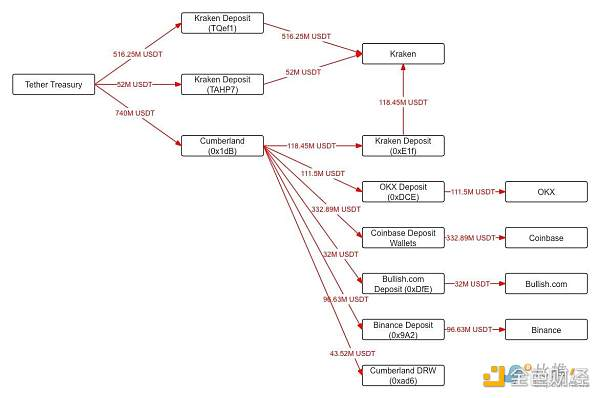 Kraken Deposit
(TQef1)
516.25M USDT
516.25M USDT
Kraken
Tether Treasury
52M USDT
Kraken Deposit
(TAHP7)
52M USDT
740M USDT
118.45M USDT
Cumberland
(0x1dB)
118.45M USDT
Kraken Deposit
(0xE1f)
111.5M USDT
OKX Deposit
(0xDCE)
111.5M USDT
OKX
332.89M USDT
Coinbase Deposit
Wallets
332.89M USDT
Coinbase
32M USDT
Bullish.com
Deposit (0xDfE)
32M USDT
Bullish.com
96.63M USDT
Binance Deposit
(0x9A2)
96.63M USDT
Binance
43.52M USDT
Cumberland DRW
(0xad6)
金色财经